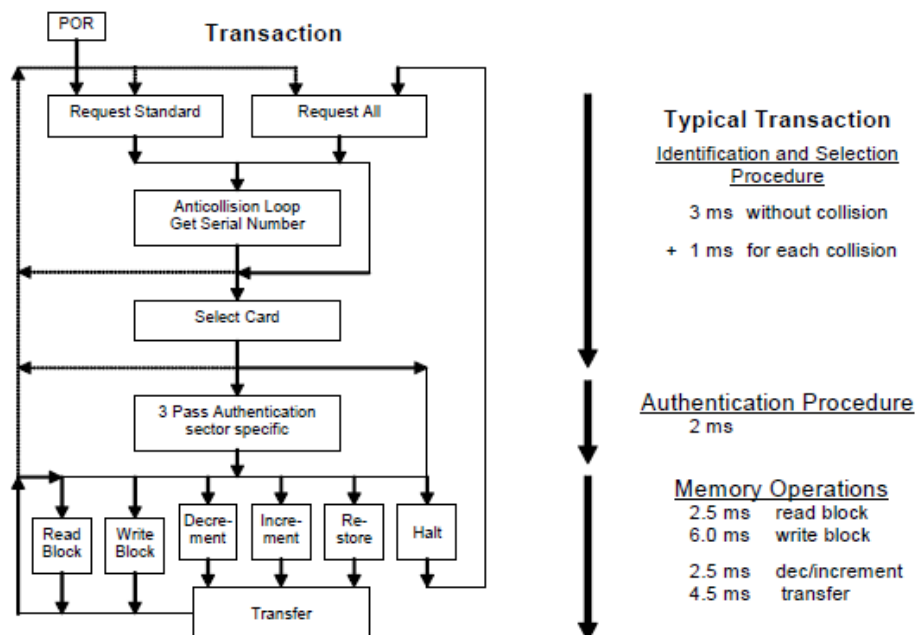 POR
Transaction
Request Standard
Request All
Anticollision Loop
Get Serial Number
Select Card
3 Pass Authentication
sector specific
Read
Block
Write
Block
Decre-
ment
Incre-
ment
Re-
store
Halt
Transfer
Typical Transaction
Identification and Selection
Procedure
3 ms without collision
+ 1 ms for each collision
Authentication Procedure
2 ms
Memory Operations
2.5 ms read block
6.0 ms write block
2.5 ms dec/increment
4.5 ms transfer